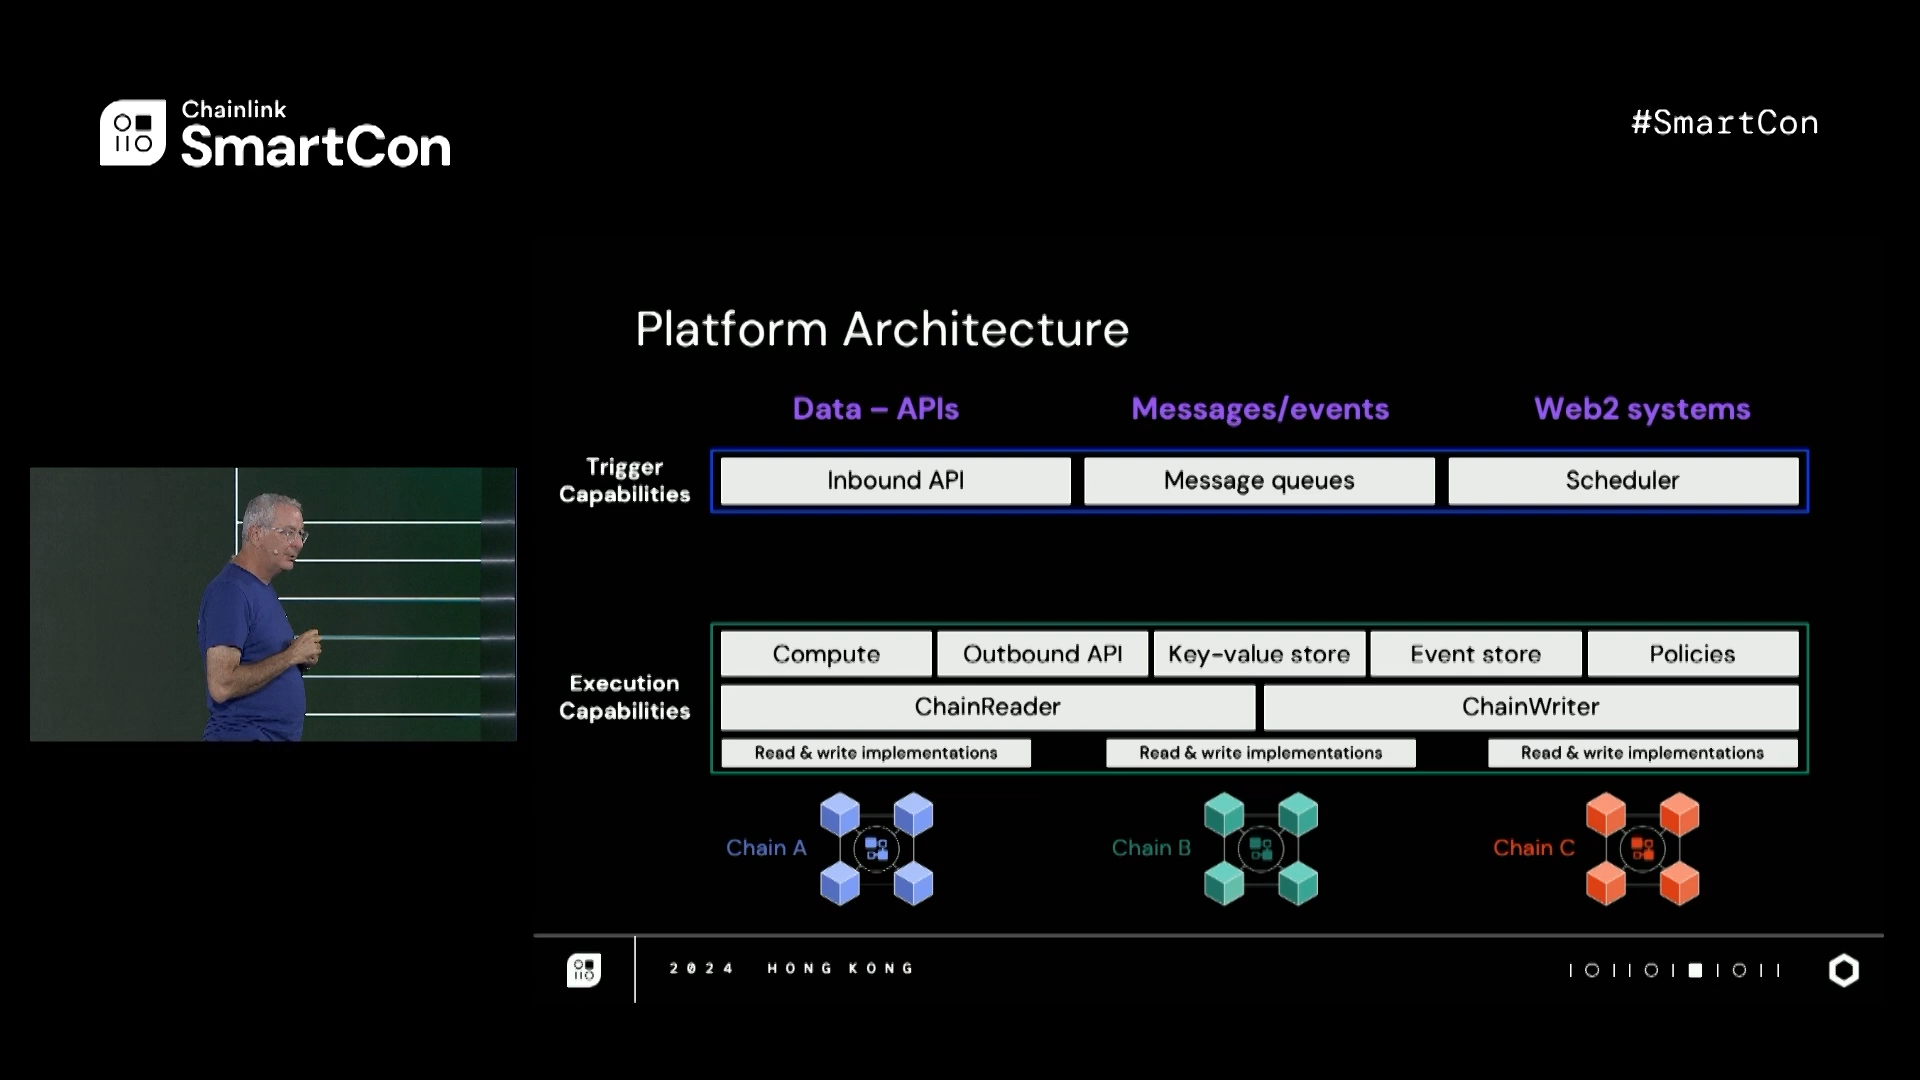 Chainlink
SmartCon
#SmartCon
Platform Architecture
Data – APIs
Messages/events
Web2 systems
Trigger
Capabilities
Inbound API
Message queues
Scheduler
Execution
Capabilities
Compute
Outbound API
Key-value store
Event store
Policies
ChainReader
ChainWriter
Read & write implementations
Read & write implementations
Read & write implementations
Chain A
Chain B
Chain C
2024 HONG KONG